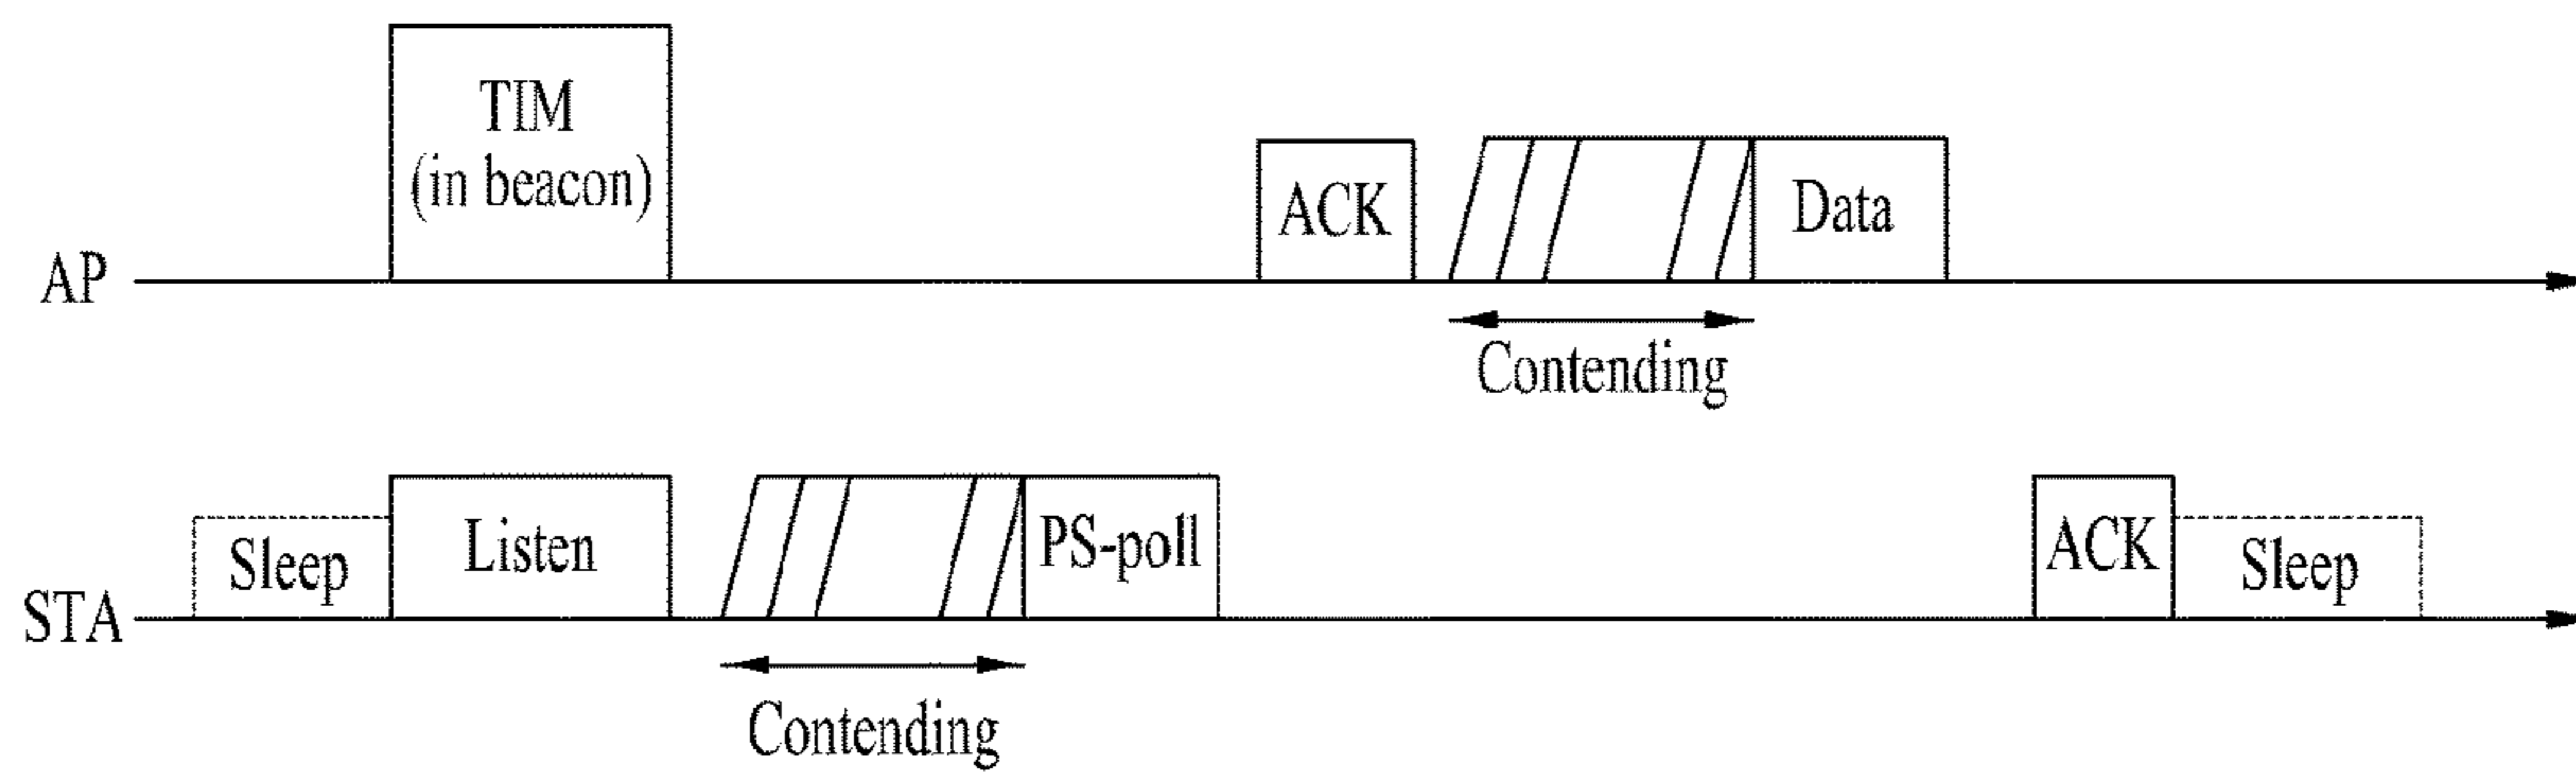 TIM
(in beacon)
ACK
Data
AP
Contending
Sleep
Listen
PS-poll
ACK
Sleep
STA
Contending